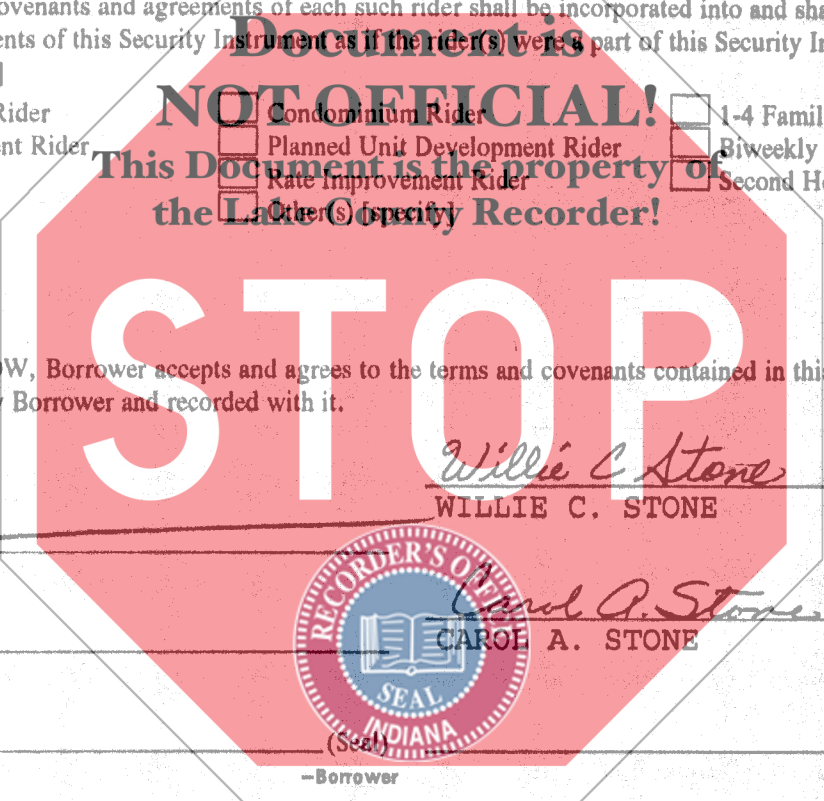 ovenants and agreements of each such rider shall be incorporated into and sha
Document is
ents of this Security Instrument as if the rider(s) were a part of this Security In
]
NOT OFFICIAL!
Rider Condominium Rider 1-4 Famil
nt Rider Planned Unit Development Rider Biweekly
This Document is the property of
Rate Improvement Rider Second Ho
the Lake County Recorder!
Other(s) [specify]
STOP
OW, Borrower accepts and agrees to the terms and covenants contained in this
y Borrower and recorded with it.
Willie C Stone
WILLIE C. STONE
RECORDER'S OFFICE
Carol A. Stone
CAROL A. STONE
SEAL
INDIANA
(Seal)
—Borrower